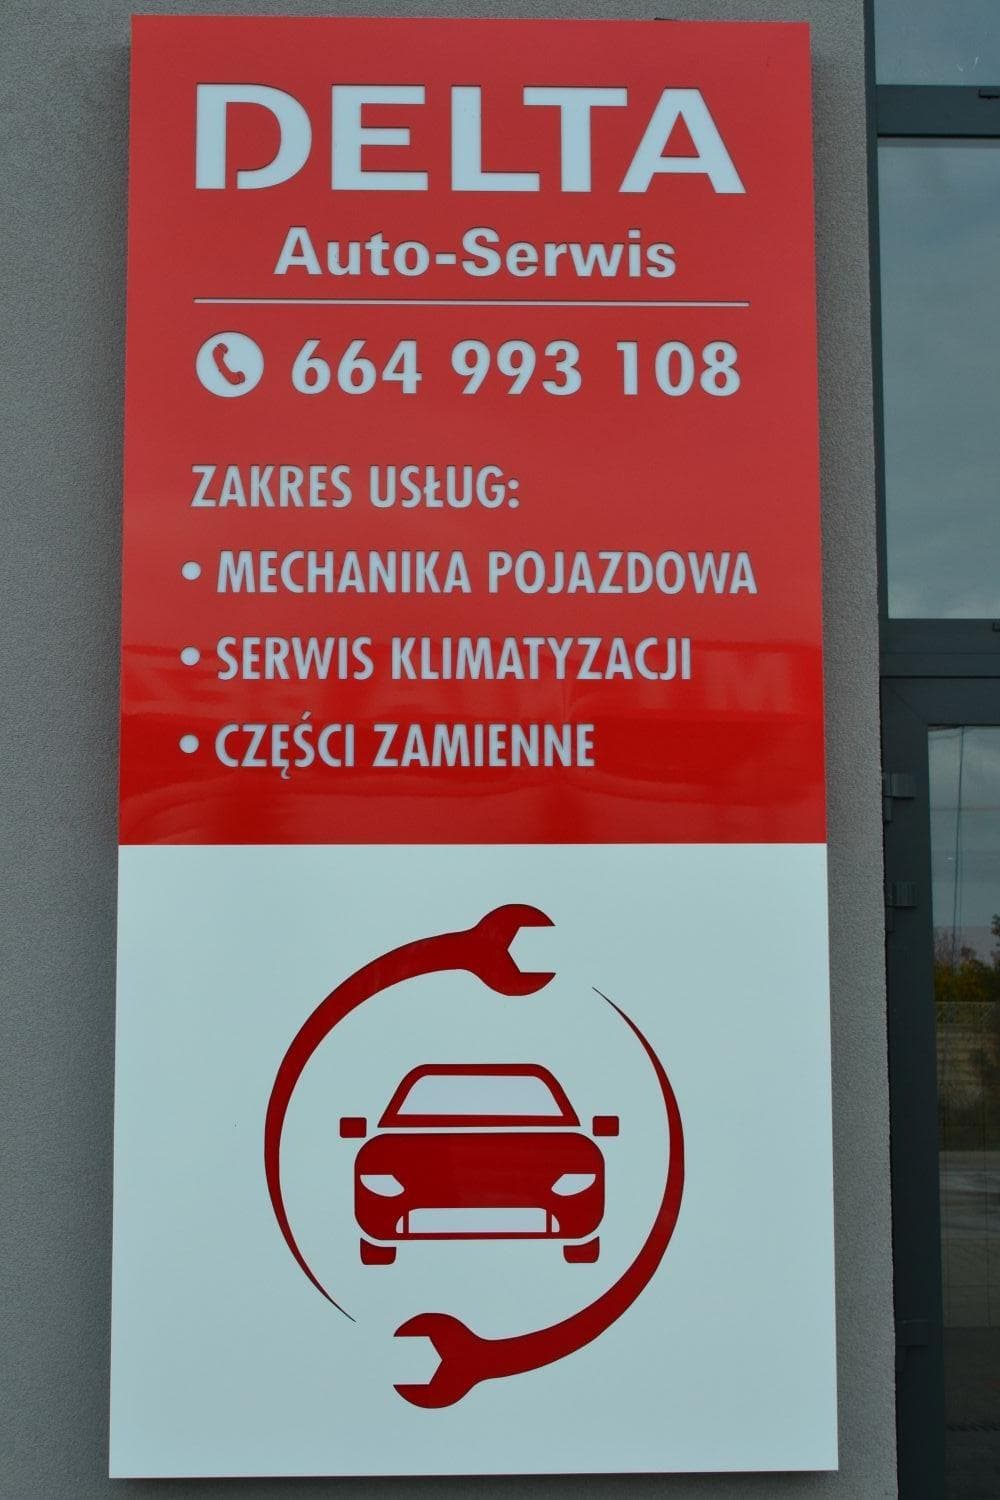 DELTA
Auto-Serwis
664 993 108
ZAKRES USŁUG:
• MECHANIKA POJAZDOWA
• SERWIS KLIMATYZACJI
• CZĘŚCI ZAMIENNE